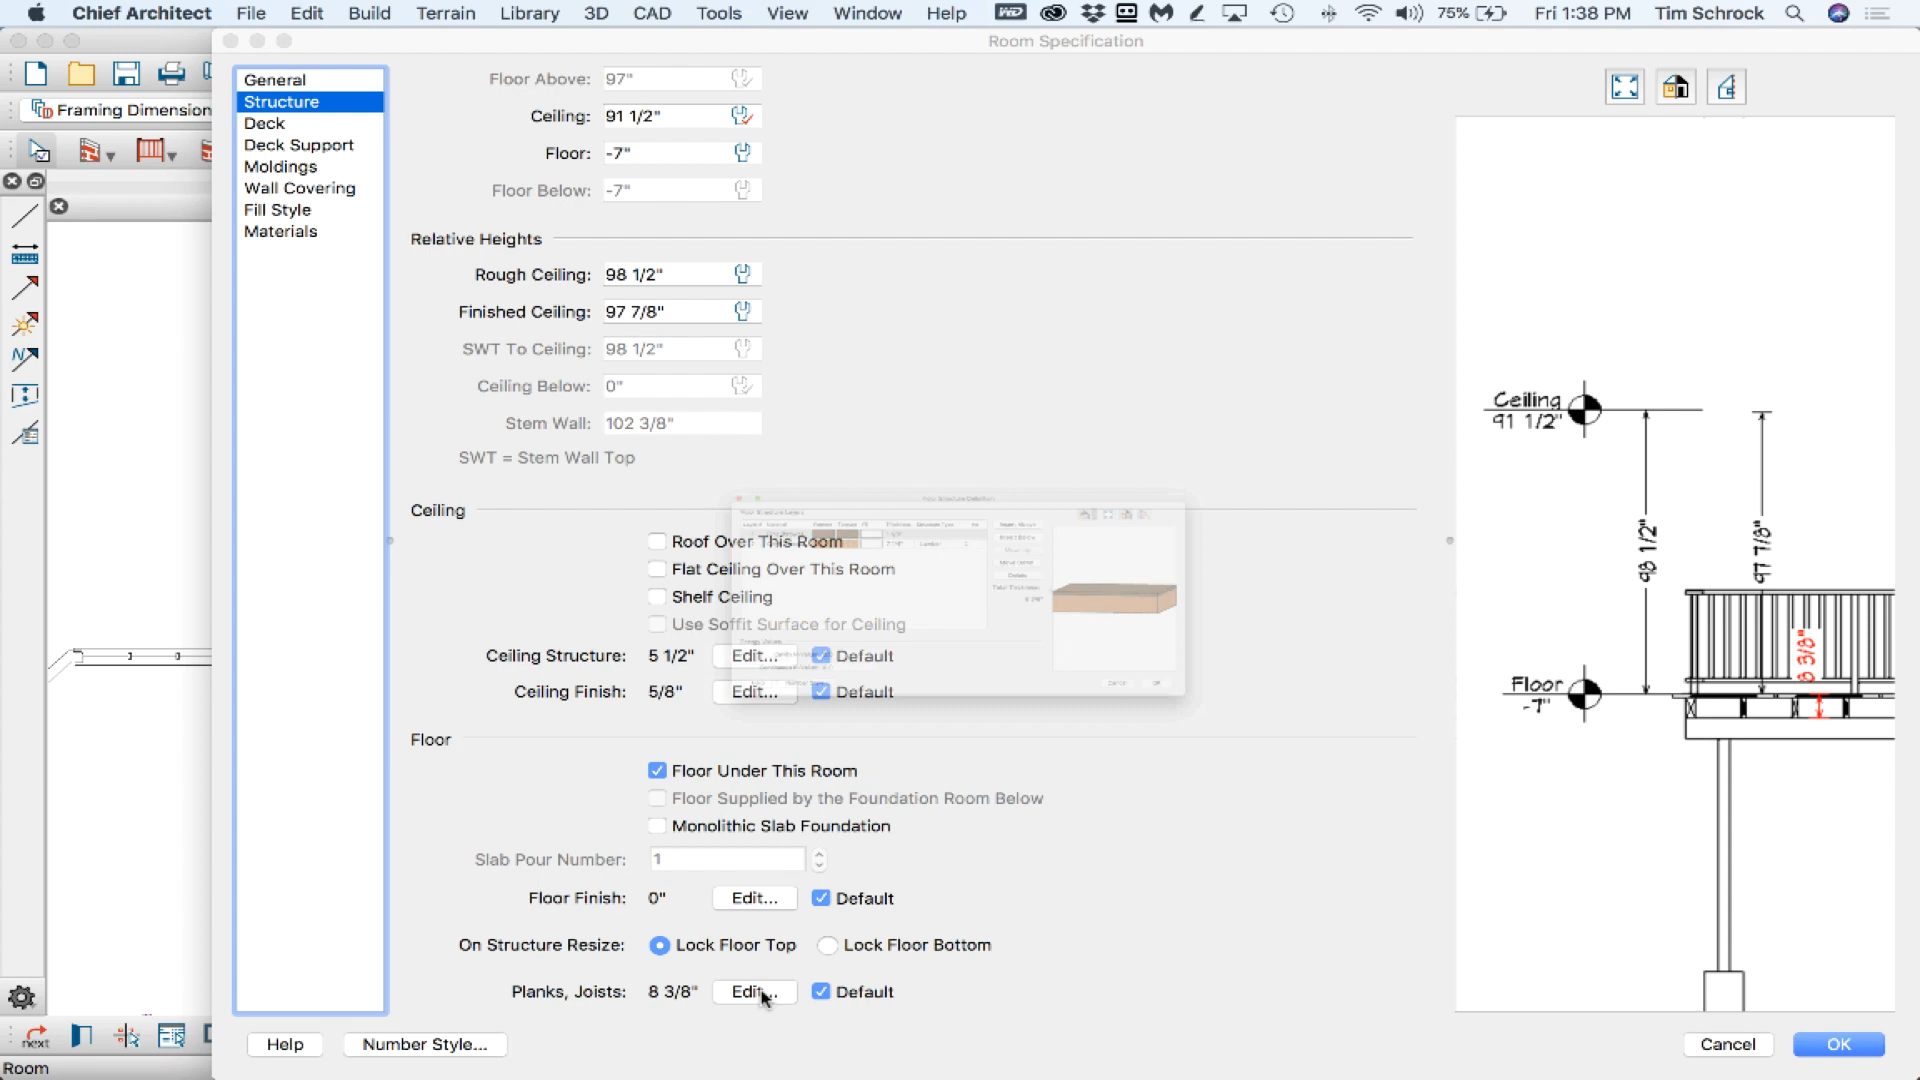 Chief Architect File Edit Build Terrain Library 3D CAD Tools View Window Help 75% Fri 1:38 PM Tim Schrock
Room Specification
Framing Dimension
General
Structure
Deck
Deck Support
Moldings
Wall Covering
Fill Style
Materials
Floor Above: 97"
Ceiling: 91 1/2"
Floor: -7"
Floor Below: -7"
Relative Heights
Rough Ceiling: 98 1/2"
Finished Ceiling: 97 7/8"
SWT To Ceiling: 98 1/2"
Ceiling Below: 0"
Stem Wall: 102 3/8"
SWT = Stem Wall Top
Ceiling
Roof Over This Room
Flat Ceiling Over This Room
Shelf Ceiling
Use Soffit Surface for Ceiling
Ceiling Structure: 5 1/2" Edit... Default
Ceiling Finish: 5/8" Edit... Default
Floor
Floor Under This Room
Floor Supplied by the Foundation Room Below
Monolithic Slab Foundation
Slab Pour Number: 1
Floor Finish: 0" Edit... Default
On Structure Resize: Lock Floor Top Lock Floor Bottom
Planks, Joists: 8 3/8" Edit... Default
Help Number Style... Cancel OK
Ceiling
91 1/2"
98 1/2"
97 7/8"
8 3/8"
Floor
-7"
next
Room